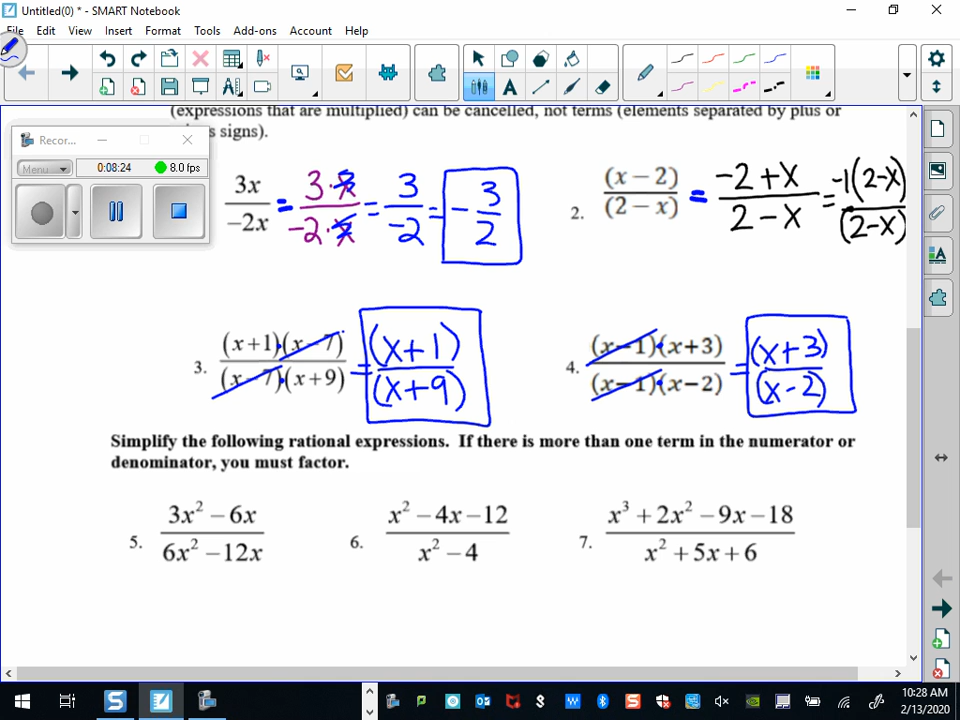 Untitled(0) * - SMART Notebook
File Edit View Insert Format Tools Add-ons Account Help
(expressions that are multiplied) can be cancelled, not terms (elements separated by plus or
signs).
Recor...
Menu 0:08:24 8.0 fps
3x / -2x = 3·x / -2·x = 3 / -2 = - 3/2
2. (x - 2) / (2 - x) = -2+x / 2-x = -1(2-x) / (2-x)
3. (x+1)·(x-7) / (x-7)·(x+9) = (x+1) / (x+9)
4. (x-1)·(x+3) / (x-1)·(x-2) = (x+3) / (x-2)
Simplify the following rational expressions. If there is more than one term in the numerator or
denominator, you must factor.
5. 3x² - 6x / 6x² - 12x
6. x² - 4x - 12 / x² - 4
7. x³ + 2x² - 9x - 18 / x² + 5x + 6
10:28 AM
2/13/2020